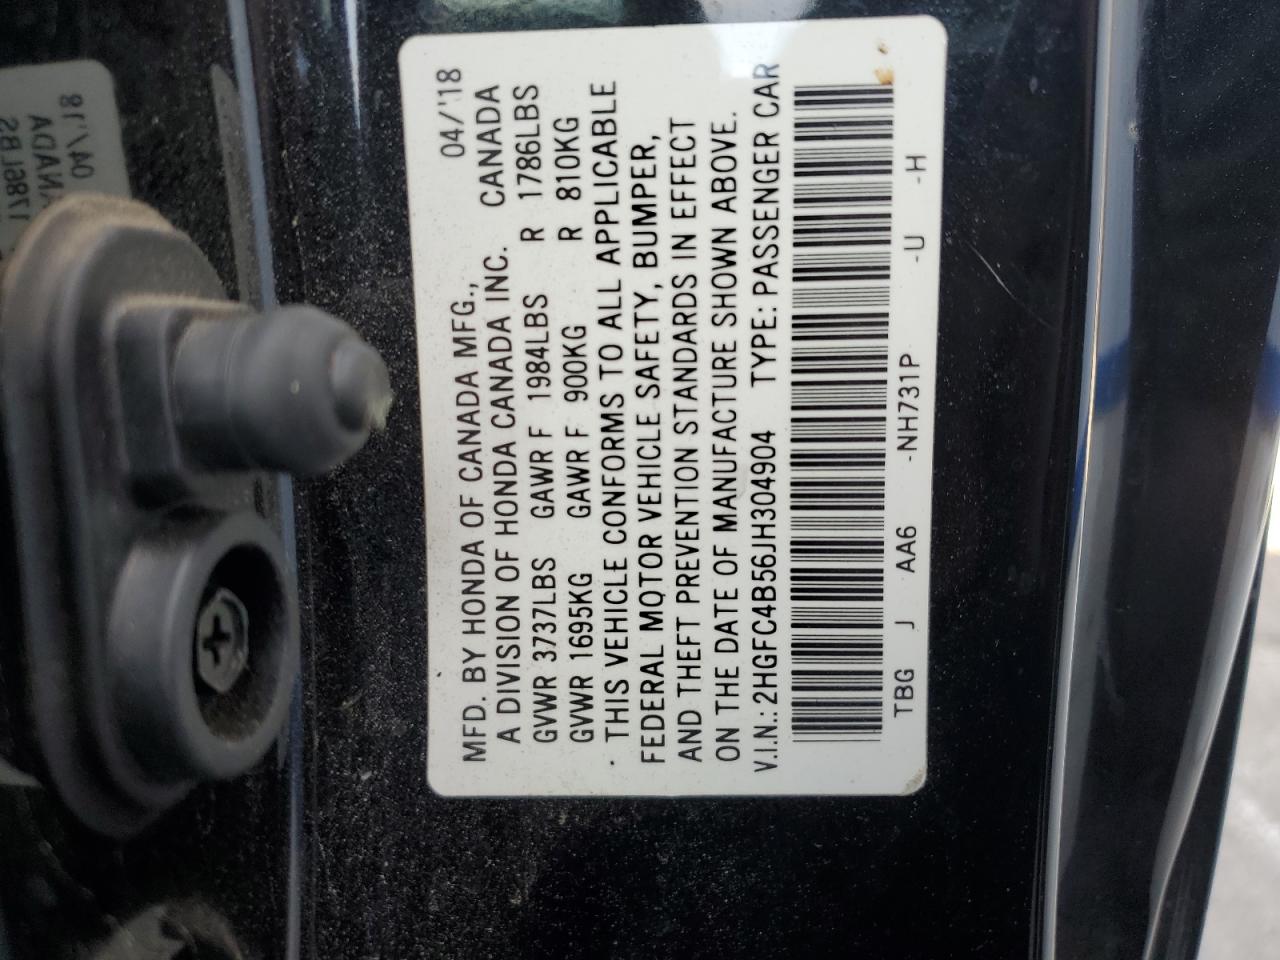 MFD. BY HONDA OF CANADA MFG., 04/'18
A DIVISION OF HONDA CANADA INC. CANADA
GVWR 3737LBS GAWR F 1984LBS R 1786LBS
GVWR 1695KG GAWR F 900KG R 810KG
THIS VEHICLE CONFORMS TO ALL APPLICABLE
FEDERAL MOTOR VEHICLE SAFETY, BUMPER,
AND THEFT PREVENTION STANDARDS IN EFFECT
ON THE DATE OF MANUFACTURE SHOWN ABOVE.
V.I.N.: 2HGFC4B56JH304904 TYPE: PASSENGER CAR
TBG J AA6 -NH731P -U -H